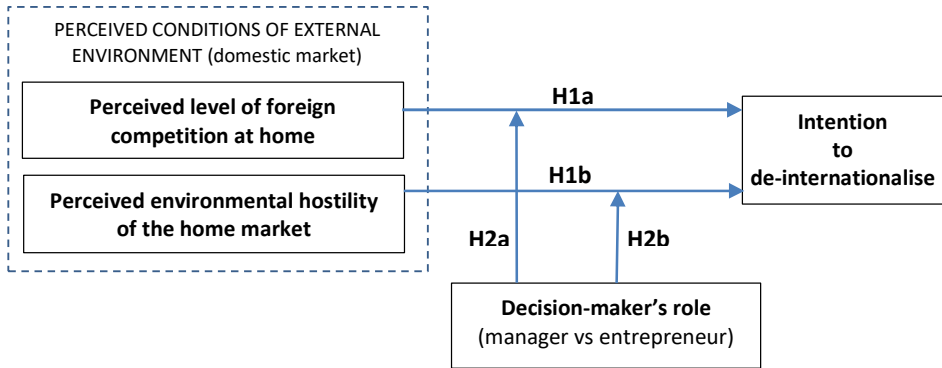 PERCEIVED CONDITIONS OF EXTERNAL
ENVIRONMENT (domestic market)
Perceived level of foreign
competition at home
Perceived environmental hostility
of the home market
H1a
H1b
H2a
H2b
Intention
to
de-internationalise
Decision-maker’s role
(manager vs entrepreneur)